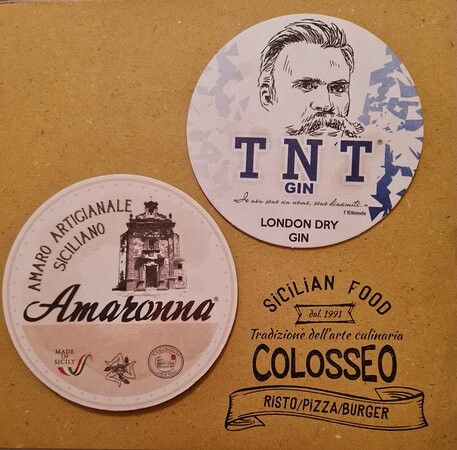 TNT®
GIN
«Io non sono un uomo, sono dinamite.»
F. W. Nietzsche
LONDON DRY
GIN
AMARO ARTIGIANALE
SICILIANO
Amaronna®
MADE IN
SICILY
SiCiLiAN FOOD
dal 1991
Tradizione dell'arte culinaria
COLOSSEO
RISTO/PIZZA/BURGER